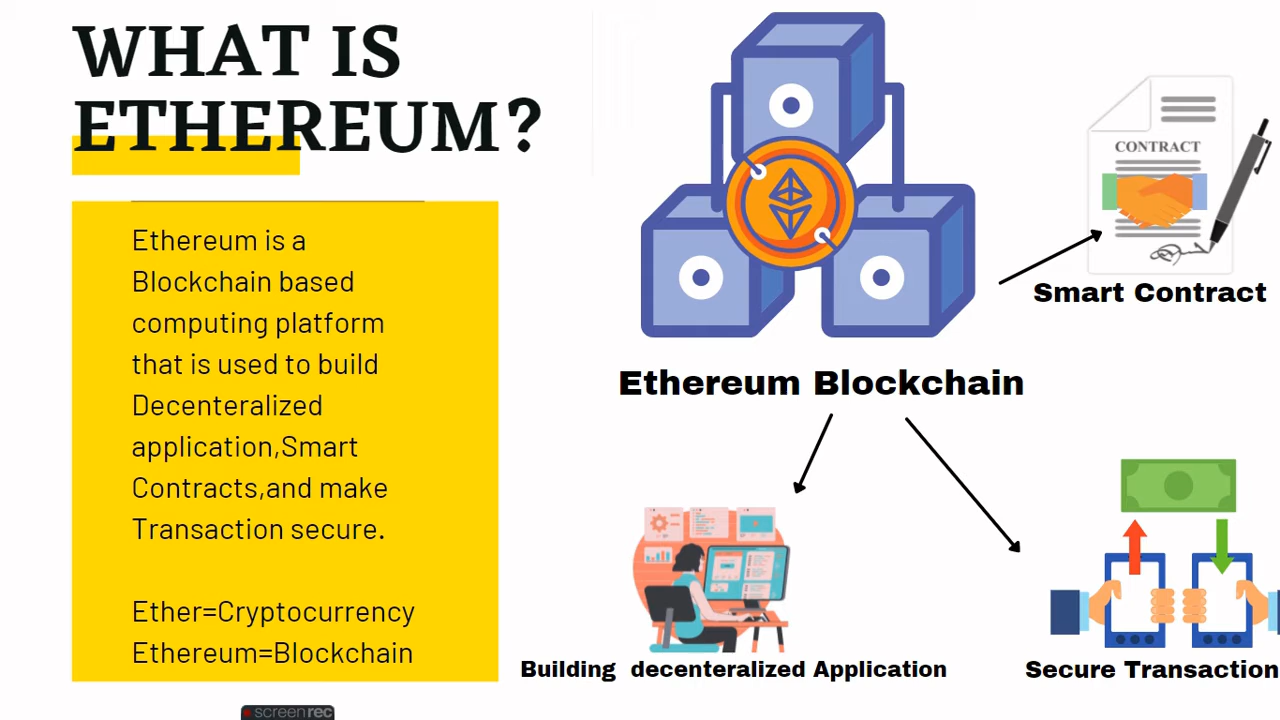 WHAT IS
ETHEREUM?
Ethereum is a
Blockchain based
computing platform
that is used to build
Decenteralized
application,Smart
Contracts,and make
Transaction secure.
Ether=Cryptocurrency
Ethereum=Blockchain
CONTRACT
Smart Contract
Ethereum Blockchain
Building decenteralized Application
Secure Transaction
screenrec